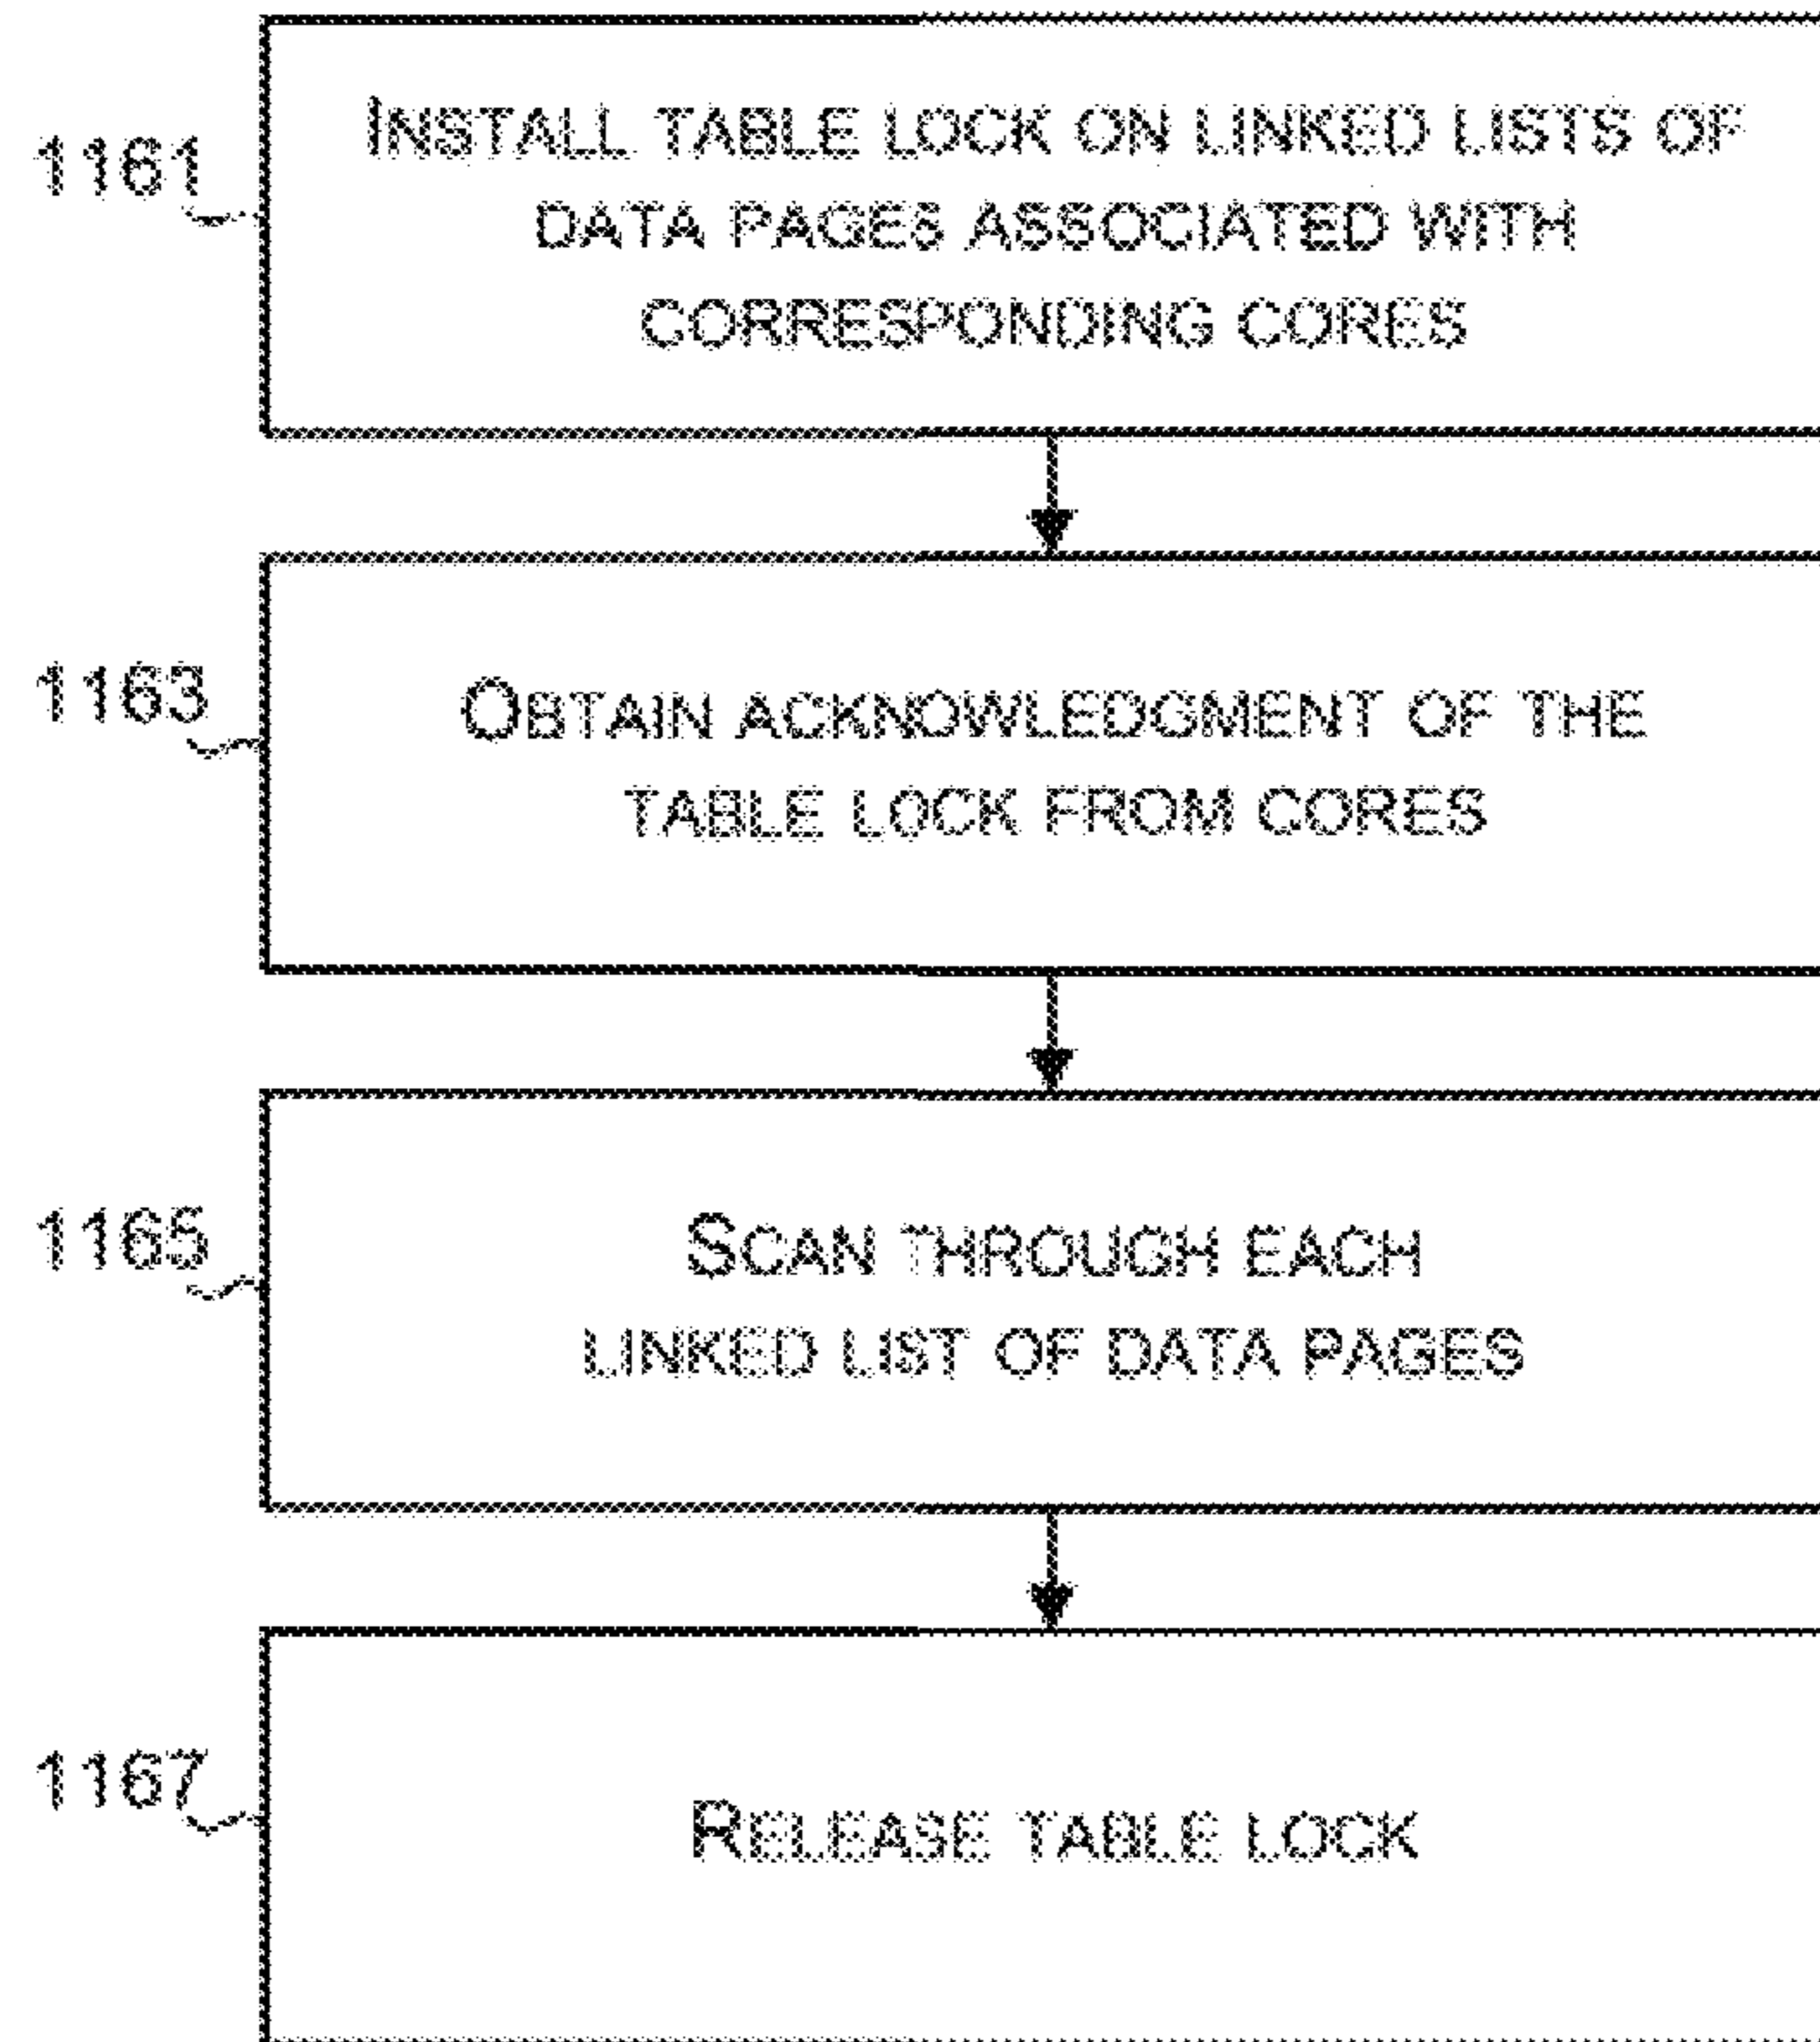 1161
INSTALL TABLE LOCK ON LINKED LISTS OF
DATA PAGES ASSOCIATED WITH
CORRESPONDING CORES
1163
OBTAIN ACKNOWLEDGMENT OF THE
TABLE LOCK FROM CORES
1165
SCAN THROUGH EACH
LINKED LIST OF DATA PAGES
1167
RELEASE TABLE LOCK